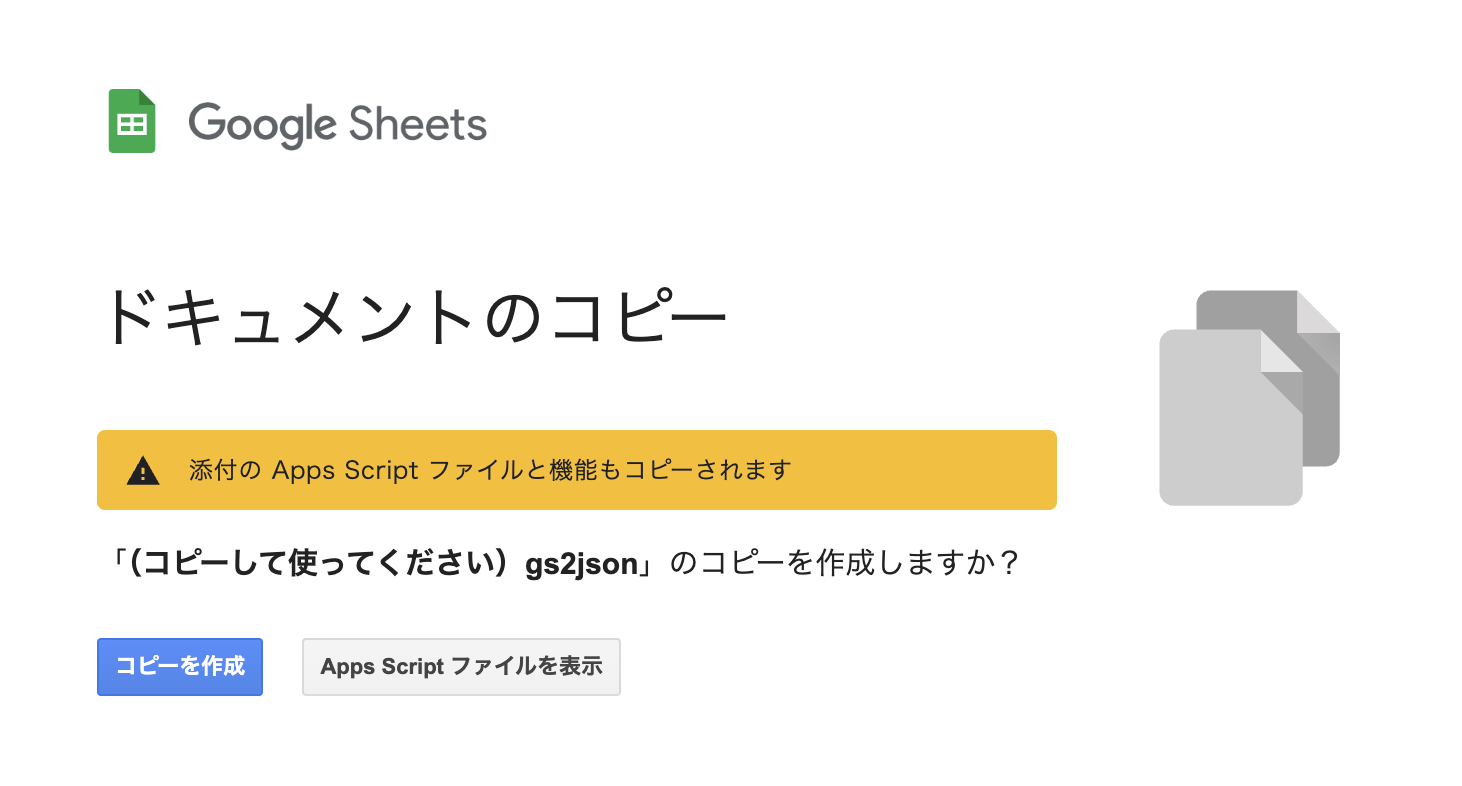 Google Sheets
ドキュメントのコピー
添付の Apps Script ファイルと機能もコピーされます
「（コピーして使ってください）gs2json」のコピーを作成しますか？
コピーを作成
Apps Script ファイルを表示